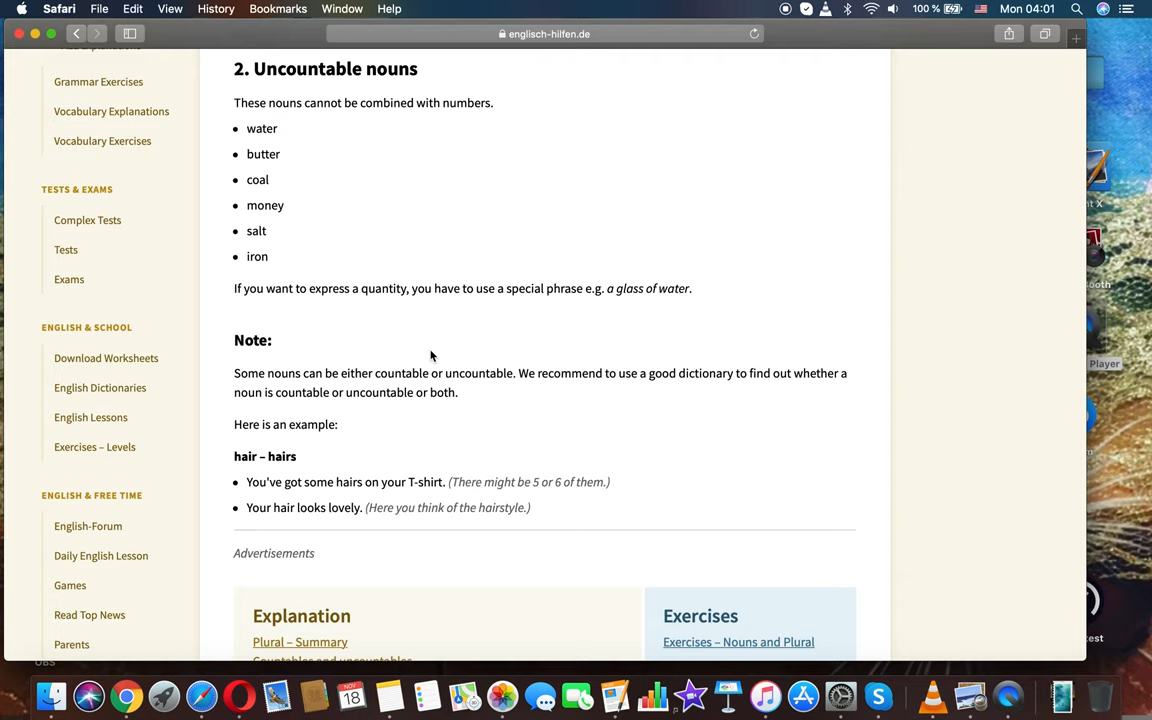 Safari File Edit View History Bookmarks Window Help 100 % Mon 04:01
englisch-hilfen.de
Grammar Exercises
Vocabulary Explanations
Vocabulary Exercises
TESTS & EXAMS
Complex Tests
Tests
Exams
ENGLISH & SCHOOL
Download Worksheets
English Dictionaries
English Lessons
Exercises – Levels
ENGLISH & FREE TIME
English-Forum
Daily English Lesson
Games
Read Top News
Parents
2. Uncountable nouns
These nouns cannot be combined with numbers.
• water
• butter
• coal
• money
• salt
• iron
If you want to express a quantity, you have to use a special phrase e.g. a glass of water.
Note:
Some nouns can be either countable or uncountable. We recommend to use a good dictionary to find out whether a
noun is countable or uncountable or both.
Here is an example:
hair – hairs
• You've got some hairs on your T-shirt. (There might be 5 or 6 of them.)
• Your hair looks lovely. (Here you think of the hairstyle.)
Advertisements
Explanation
Plural – Summary
Countables and uncountables
Exercises
Exercises – Nouns and Plural
Player
OBS
NOV
18